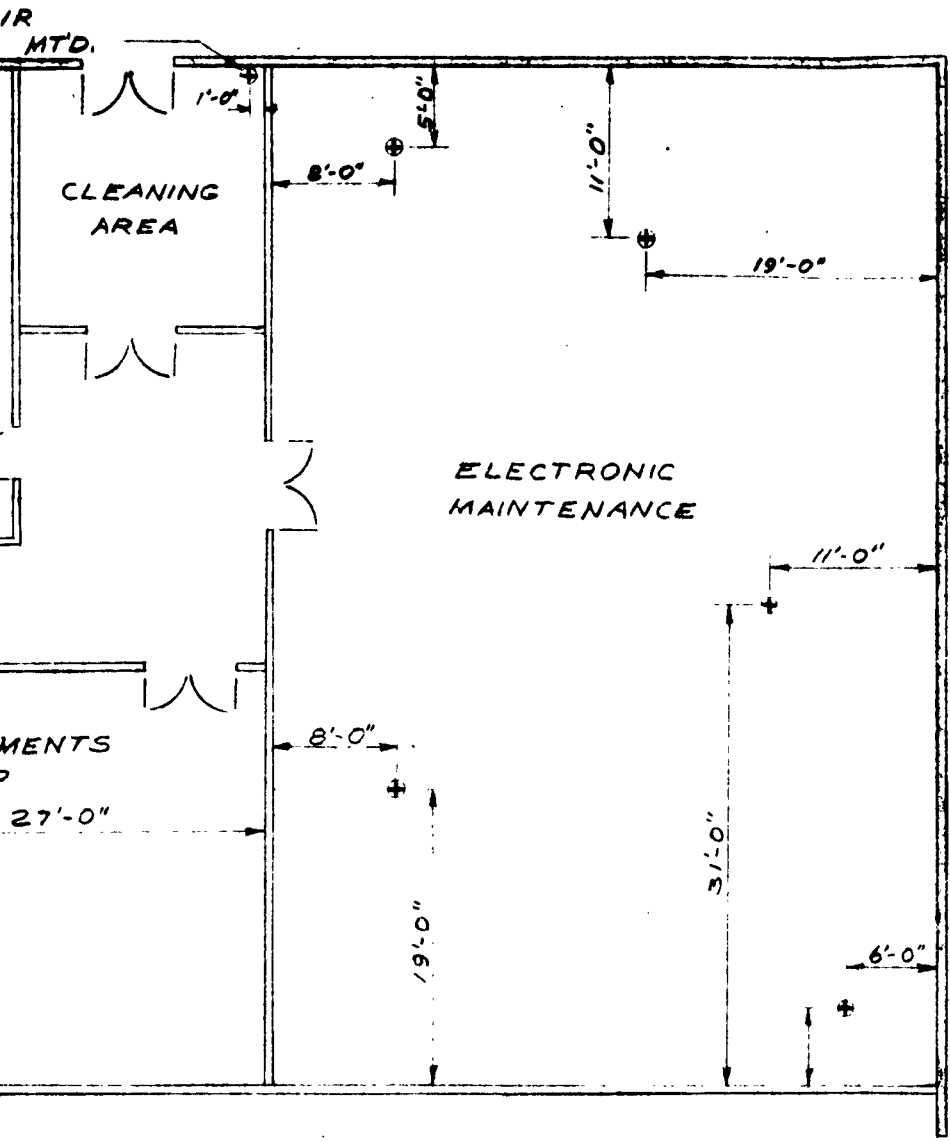 IR
MT'D.
1'-0"
5'-0"
8'-0"
11'-0"
CLEANING
AREA
19'-0"
ELECTRONIC
MAINTENANCE
11'-0"
8'-0"
MENTS
27'-0"
31'-0"
19'-0"
6'-0"